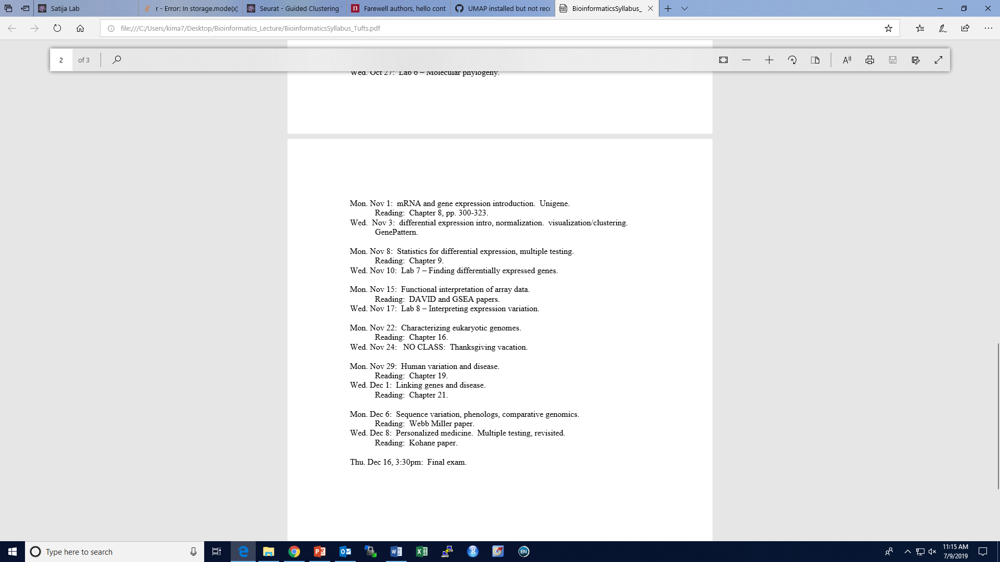 Satija Lab
r - Error: In storage.mode(x)
Seurat - Guided Clustering
Farewell authors, hello cont
UMAP installed but not reco
BioinformaticsSyllabus_
file:///C:/Users/kima7/Desktop/Bioinformatics_Lecture/BioinformaticsSyllabus_Tufts.pdf
2 of 3
Wed. Oct 27: Lab 6 – Molecular phylogeny.
Mon. Nov 1: mRNA and gene expression introduction. Unigene.
Reading: Chapter 8, pp. 300-323.
Wed. Nov 3: differential expression intro, normalization. visualization/clustering.
GenePattern.
Mon. Nov 8: Statistics for differential expression, multiple testing.
Reading: Chapter 9.
Wed. Nov 10: Lab 7 – Finding differentially expressed genes.
Mon. Nov 15: Functional interpretation of array data.
Reading: DAVID and GSEA papers.
Wed. Nov 17: Lab 8 – Interpreting expression variation.
Mon. Nov 22: Characterizing eukaryotic genomes.
Reading: Chapter 16.
Wed. Nov 24: NO CLASS: Thanksgiving vacation.
Mon. Nov 29: Human variation and disease.
Reading: Chapter 19.
Wed. Dec 1: Linking genes and disease.
Reading: Chapter 21.
Mon. Dec 6: Sequence variation, phenologs, comparative genomics.
Reading: Webb Miller paper.
Wed. Dec 8: Personalized medicine. Multiple testing, revisited.
Reading: Kohane paper.
Thu. Dec 16, 3:30pm: Final exam.
Type here to search
EN
11:15 AM
7/9/2019